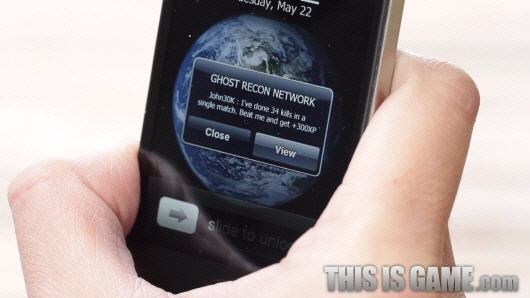 May 22
GHOST RECON NETWORK
John30K : I've done 34 kills in a
single match. Beat me and get +300XP
Close
View
slide to unlo
THIS IS GAME.com